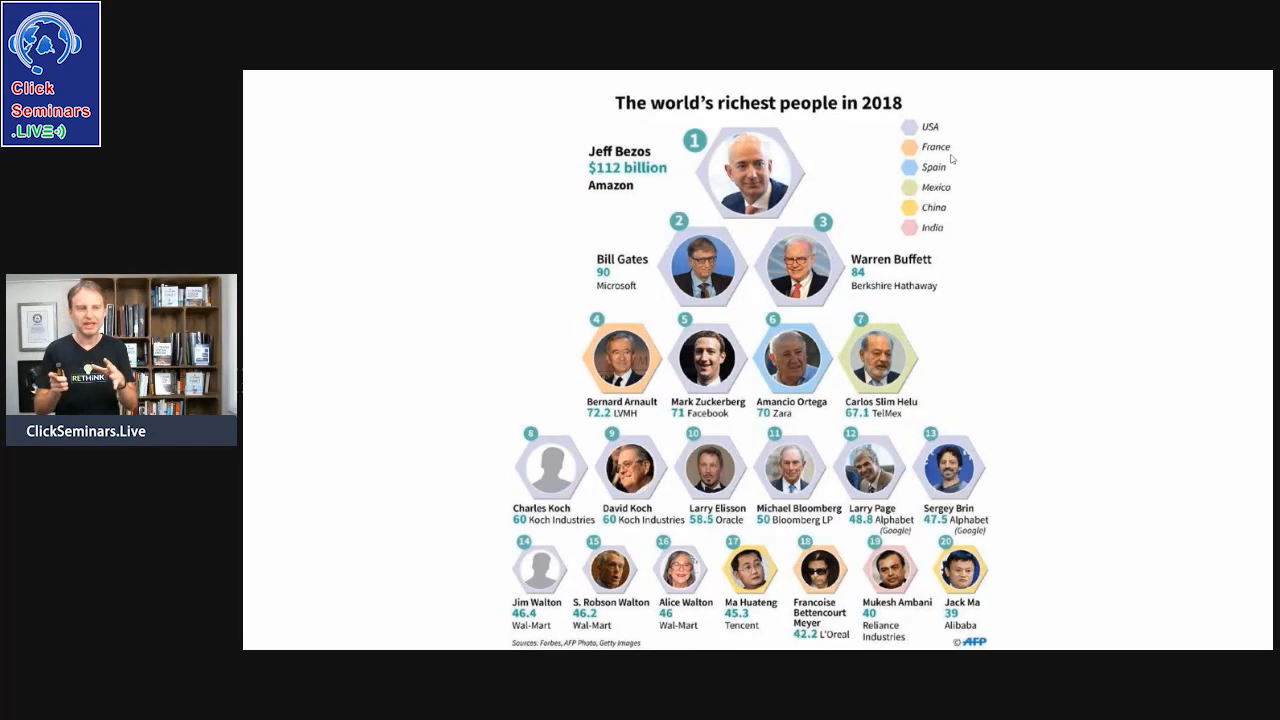 Click
Seminars
.LIVE
The world's richest people in 2018
1
Jeff Bezos
$112 billion
Amazon
USA
France
Spain
Mexico
China
India
2
Bill Gates
90
Microsoft
3
Warren Buffett
84
Berkshire Hathaway
4
Bernard Arnault
72.2 LVMH
5
Mark Zuckerberg
71 Facebook
6
Amancio Ortega
70 Zara
7
Carlos Slim Helu
67.1 TelMex
RETHiNK
ClickSeminars.Live
8
Charles Koch
60 Koch Industries
9
David Koch
60 Koch Industries
10
Larry Elisson
58.5 Oracle
11
Michael Bloomberg
50 Bloomberg LP
12
Larry Page
48.8 Alphabet
(Google)
13
Sergey Brin
47.5 Alphabet
(Google)
14
Jim Walton
46.4
Wal-Mart
15
S. Robson Walton
46.2
Wal-Mart
16
Alice Walton
46
Wal-Mart
17
Ma Huateng
45.3
Tencent
18
Francoise
Bettencourt
Meyer
42.2 L'Oreal
19
Mukesh Ambani
40
Reliance
Industries
20
Jack Ma
39
Alibaba
Sources: Forbes, AFP Photo, Getty Images
© AFP